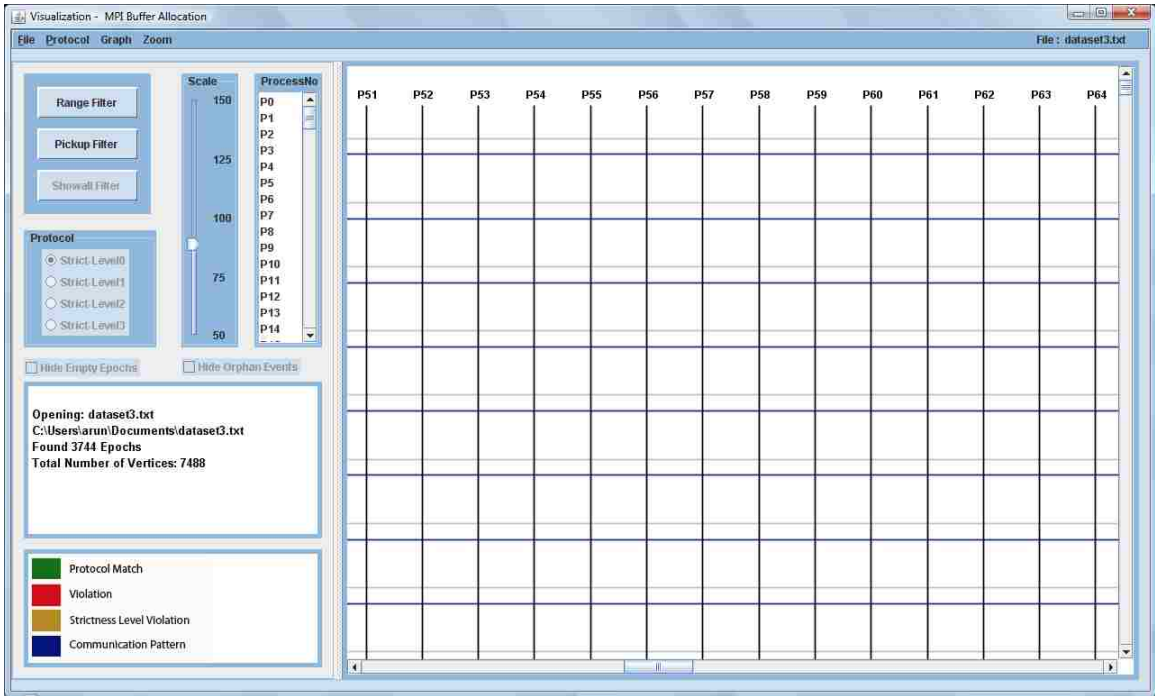 Visualization - MPI Buffer Allocation
File Protocol Graph Zoom
File : dataset3.txt
Range Filter
Pickup Filter
Showall Filter
Scale
150
125
100
75
50
ProcessNo
P0
P1
P2
P3
P4
P5
P6
P7
P8
P9
P10
P11
P12
P13
P14
Protocol
Strict-Level0
Strict-Level1
Strict-Level2
Strict-Level3
Hide Empty Epochs
Hide Orphan Events
Opening: dataset3.txt
C:\Users\arun\Documents\dataset3.txt
Found 3744 Epochs
Total Number of Vertices: 7488
Protocol Match
Violation
Strictness Level Violation
Communication Pattern
P51 P52 P53 P54 P55 P56 P57 P58 P59 P60 P61 P62 P63 P64